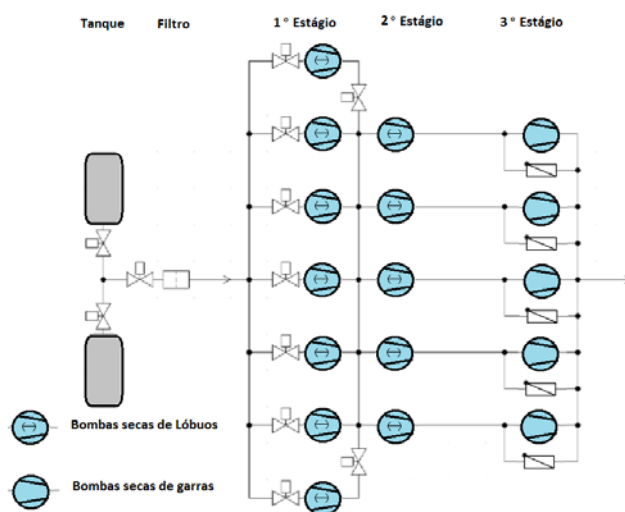 Tanque
Filtro
1° Estágio
2° Estágio
3° Estágio
Bombas secas de Lóbuos
Bombas secas de garras